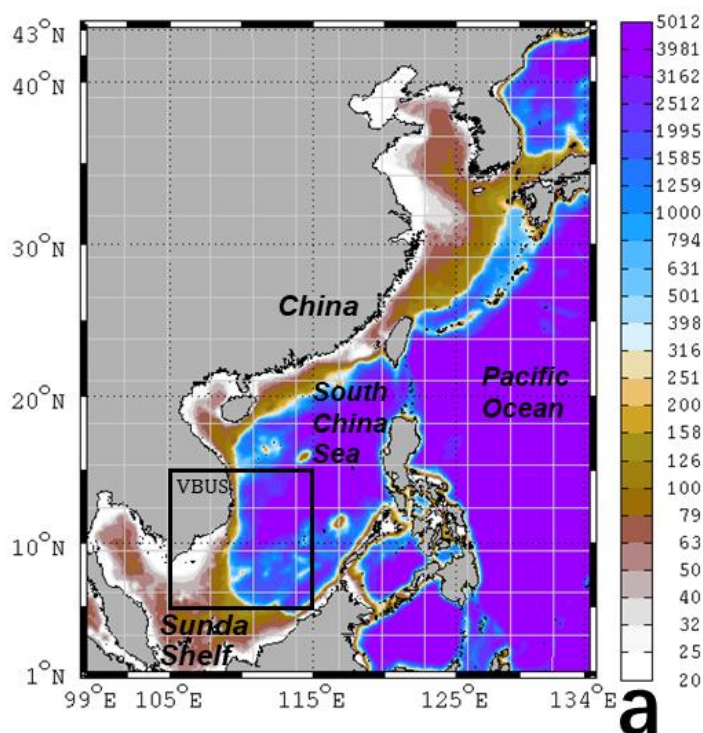 43°N
40°N
30°N
20°N
10°N
1°N
99°E 105°E 115°E 125°E 134°E
China
South
China
Sea
Pacific
Ocean
VBUS
Sunda
Shelf
5012
3981
3162
2512
1995
1585
1259
1000
794
631
501
398
316
251
200
158
126
100
79
63
50
40
32
25
20
a